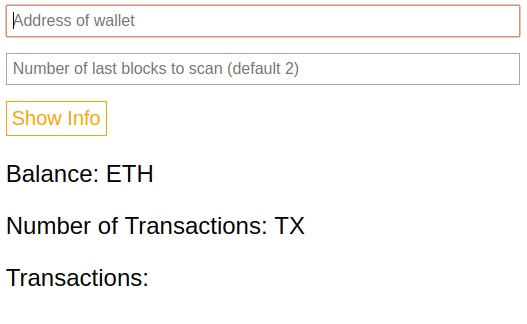 Address of wallet
Number of last blocks to scan (default 2)
Show Info
Balance: ETH
Number of Transactions: TX
Transactions: